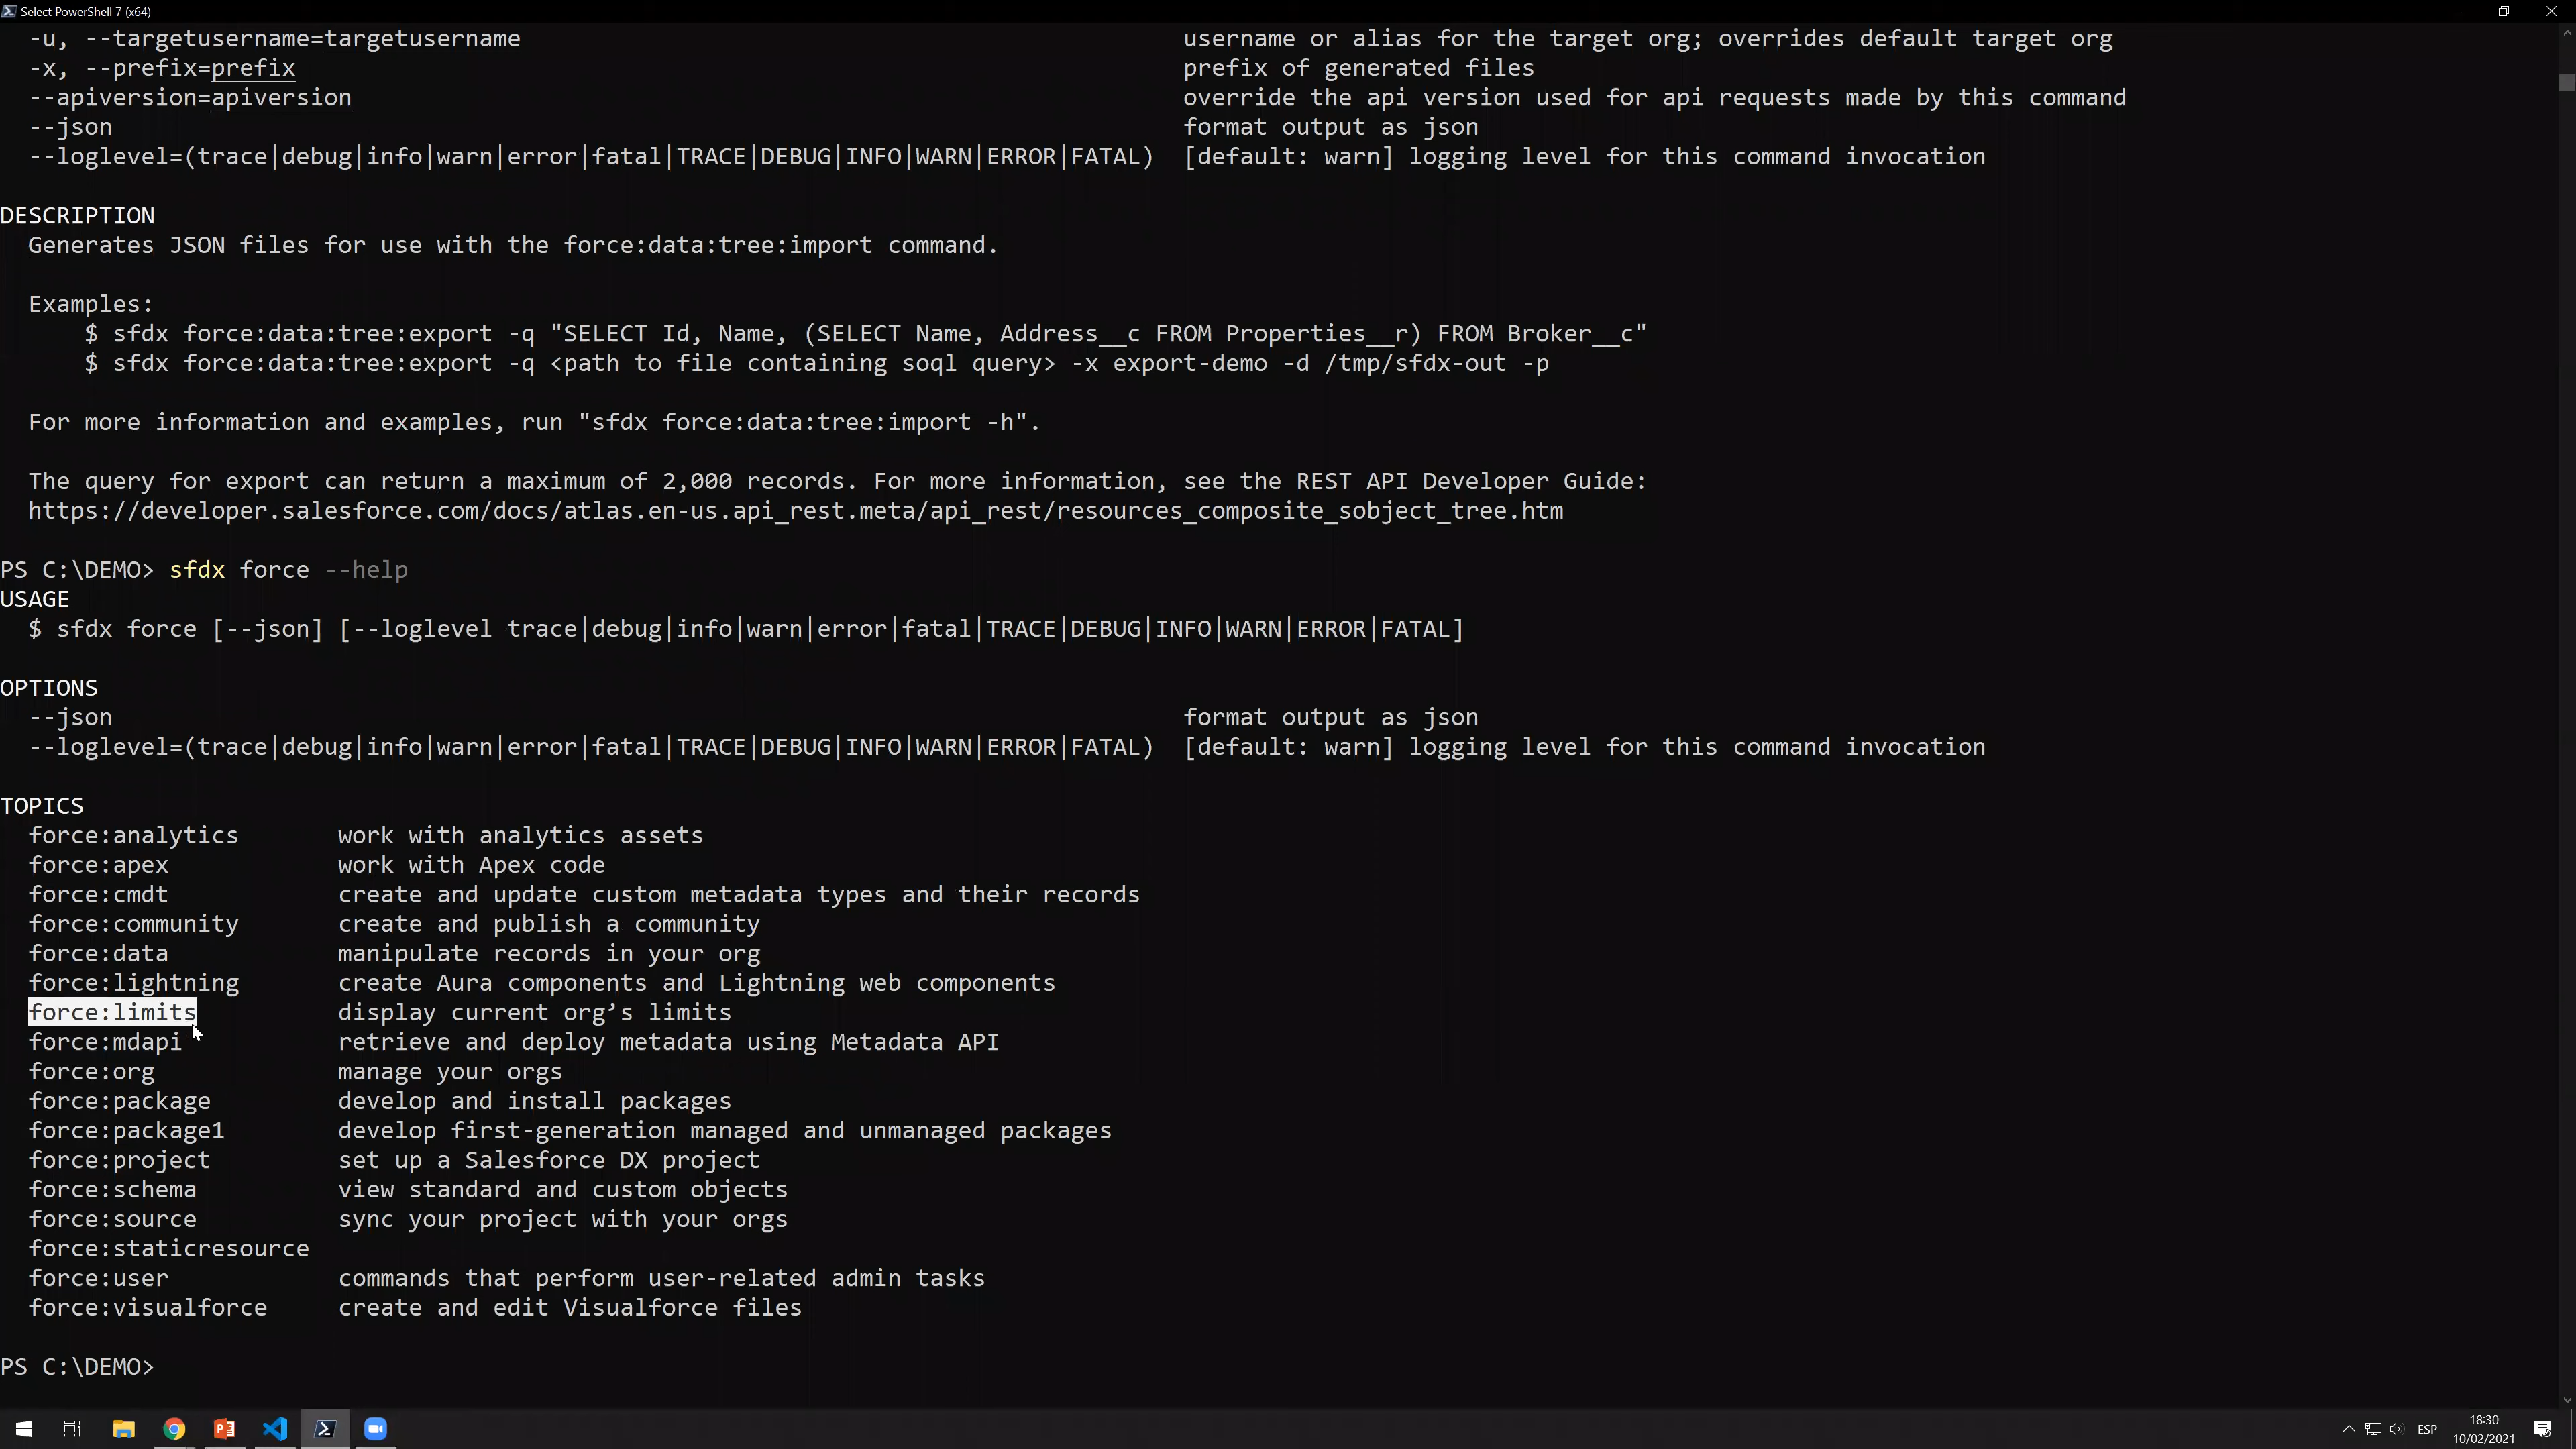 Select PowerShell 7 (x64)
-u, --targetusername=targetusername username or alias for the target org; overrides default target org
-x, --prefix=prefix prefix of generated files
--apiversion=apiversion override the api version used for api requests made by this command
--json format output as json
--loglevel=(trace|debug|info|warn|error|fatal|TRACE|DEBUG|INFO|WARN|ERROR|FATAL) [default: warn] logging level for this command invocation
DESCRIPTION
Generates JSON files for use with the force:data:tree:import command.
Examples:
$ sfdx force:data:tree:export -q "SELECT Id, Name, (SELECT Name, Address__c FROM Properties__r) FROM Broker__c"
$ sfdx force:data:tree:export -q <path to file containing soql query> -x export-demo -d /tmp/sfdx-out -p
For more information and examples, run "sfdx force:data:tree:import -h".
The query for export can return a maximum of 2,000 records. For more information, see the REST API Developer Guide:
https://developer.salesforce.com/docs/atlas.en-us.api_rest.meta/api_rest/resources_composite_sobject_tree.htm
PS C:\DEMO> sfdx force --help
USAGE
$ sfdx force [--json] [--loglevel trace|debug|info|warn|error|fatal|TRACE|DEBUG|INFO|WARN|ERROR|FATAL]
OPTIONS
--json format output as json
--loglevel=(trace|debug|info|warn|error|fatal|TRACE|DEBUG|INFO|WARN|ERROR|FATAL) [default: warn] logging level for this command invocation
TOPICS
force:analytics work with analytics assets
force:apex work with Apex code
force:cmdt create and update custom metadata types and their records
force:community create and publish a community
force:data manipulate records in your org
force:lightning create Aura components and Lightning web components
force:limits display current org’s limits
force:mdapi retrieve and deploy metadata using Metadata API
force:org manage your orgs
force:package develop and install packages
force:package1 develop first-generation managed and unmanaged packages
force:project set up a Salesforce DX project
force:schema view standard and custom objects
force:source sync your project with your orgs
force:staticresource
force:user commands that perform user-related admin tasks
force:visualforce create and edit Visualforce files
PS C:\DEMO>
ESP
18:30
10/02/2021